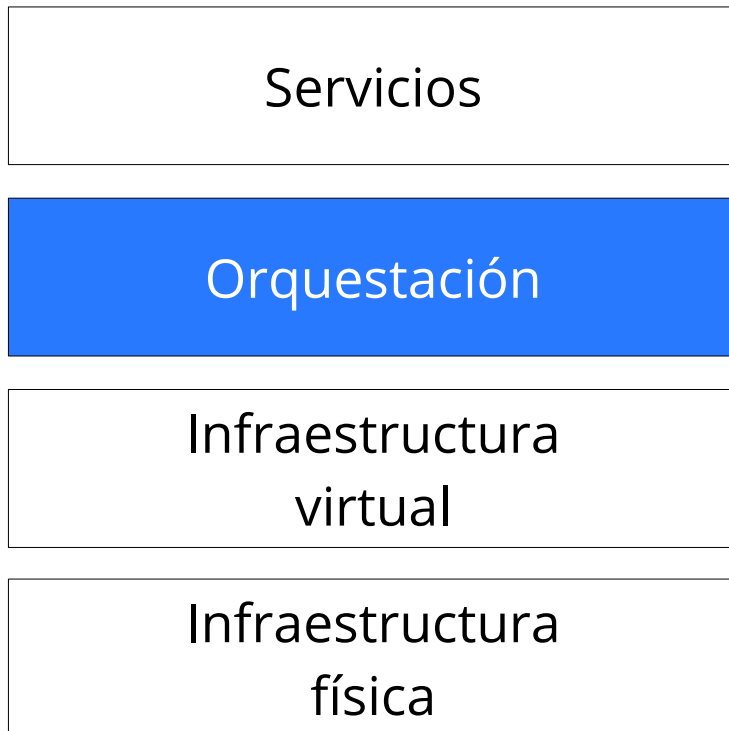 Servicios
Orquestación
Infraestructura
virtual
Infraestructura
física